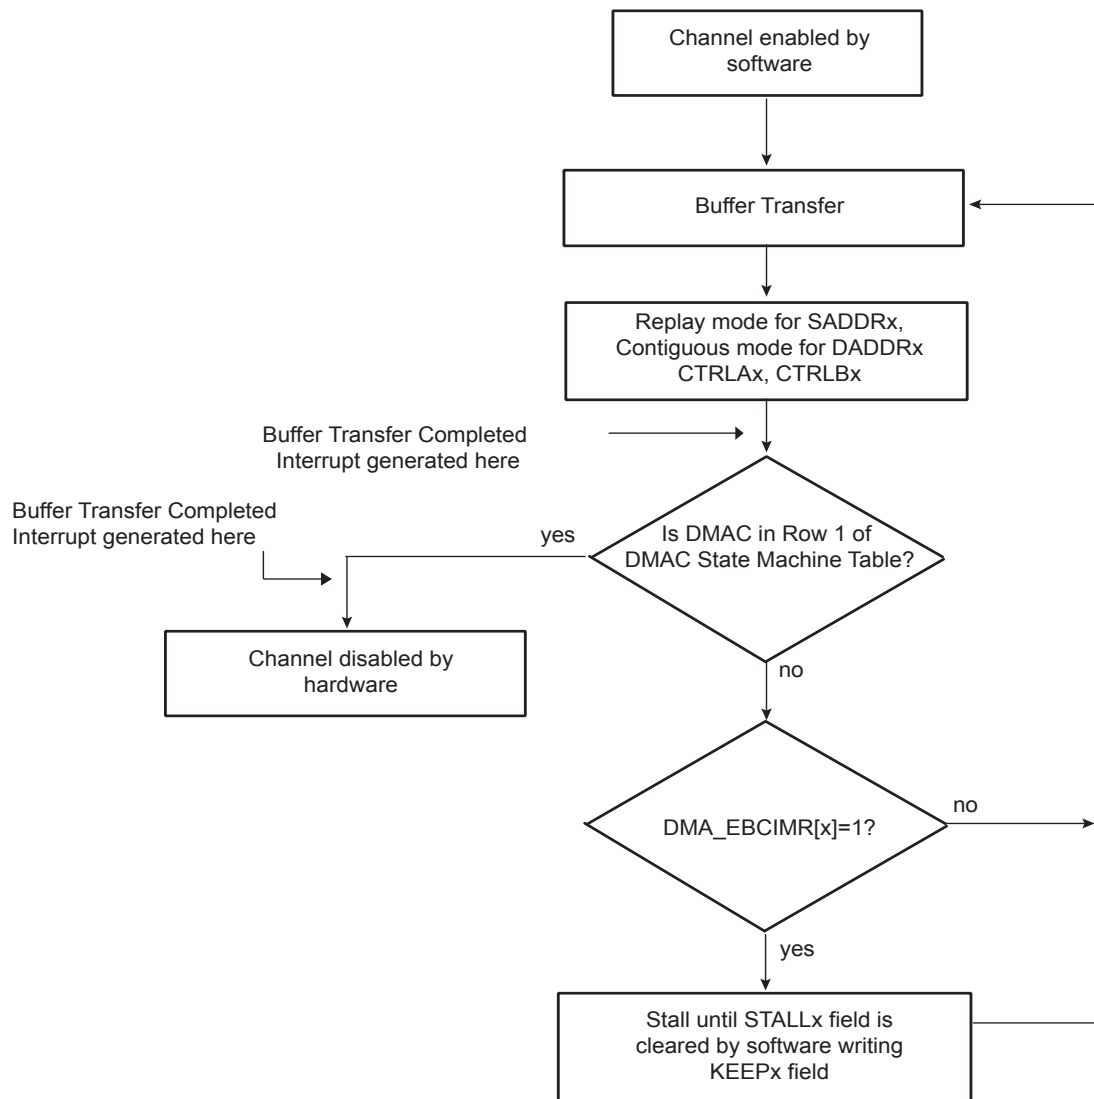 Channel enabled by
software
Buffer Transfer
Replay mode for SADDRx,
Contiguous mode for DADDRx
CTRLAx, CTRLBx
Buffer Transfer Completed
Interrupt generated here
Buffer Transfer Completed
Interrupt generated here
yes
Is DMAC in Row 1 of
DMAC State Machine Table?
Channel disabled by
hardware
no
DMA_EBCIMR[x]=1?
no
yes
Stall until STALLx field is
cleared by software writing
KEEPx field